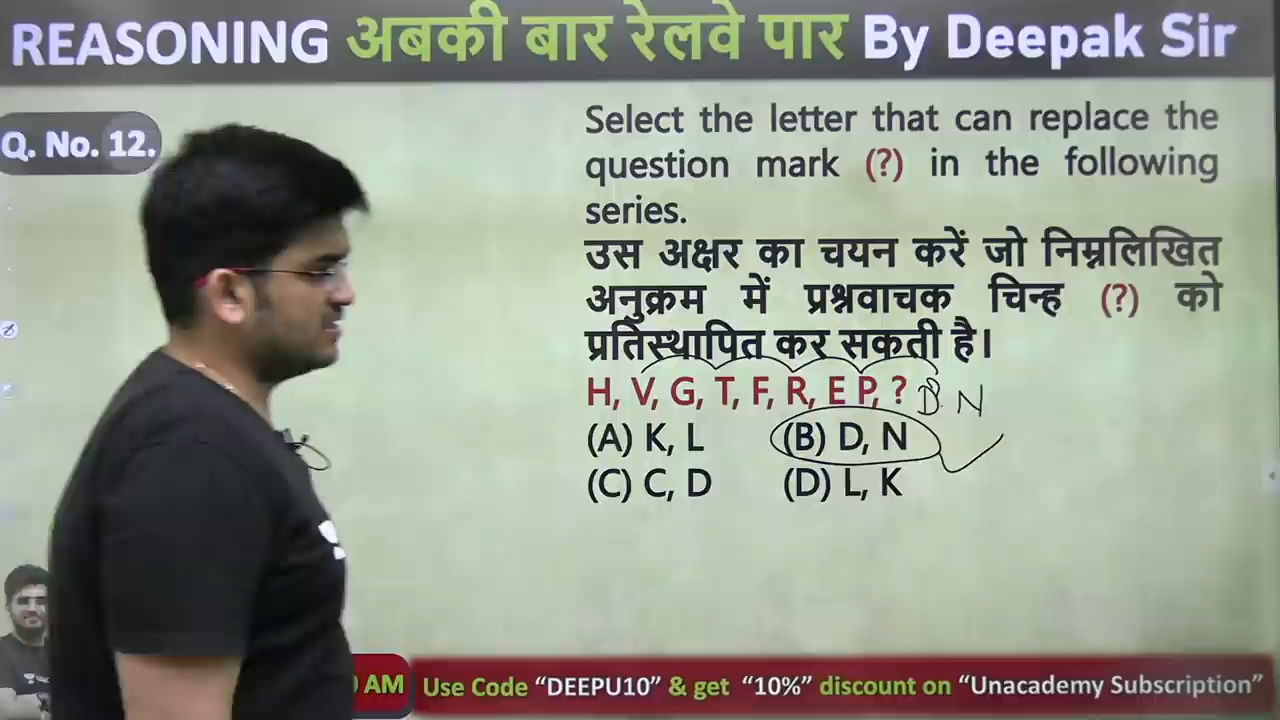 REASONING अबकी बार रेलवे पार By Deepak Sir
Q. No. 12.
Select the letter that can replace the
question mark (?) in the following
series.
उस अक्षर का चयन करें जो निम्नलिखित
अनुक्रम में प्रश्नवाचक चिन्ह (?) को
प्रतिस्थापित कर सकती है।
H, V, G, T, F, R, E P, ? D N
(A) K, L (B) D, N
(C) C, D (D) L, K
AM Use Code “DEEPU10” & get “10%” discount on “Unacademy Subscription”